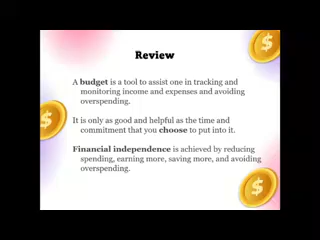 Review
A budget is a tool to assist one in tracking and
monitoring income and expenses and avoiding
overspending.
It is only as good and helpful as the time and
commitment that you choose to put into it.
Financial independence is achieved by reducing
spending, earning more, saving more, and avoiding
overspending.